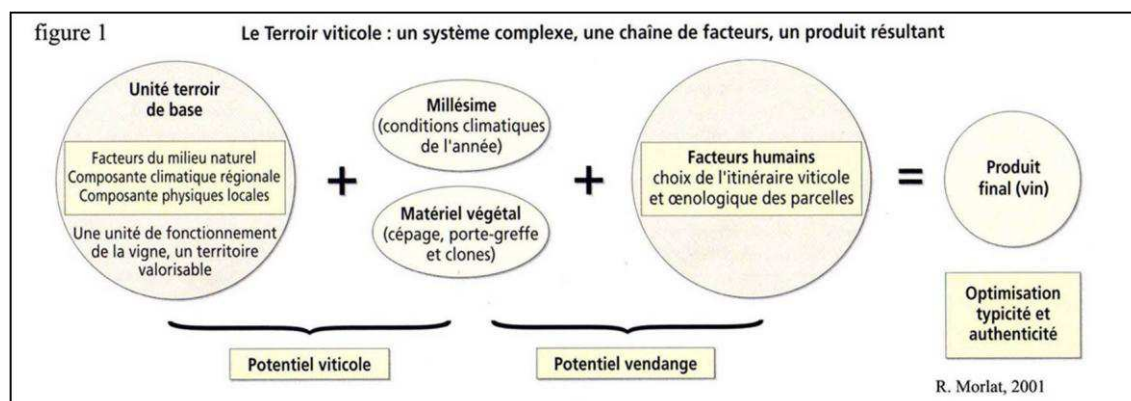 figure 1
Le Terroir viticole : un système complexe, une chaîne de facteurs, un produit résultant
Unité terroir
de base
Facteurs du milieu naturel
Composante climatique régionale
Composante physiques locales
Une unité de fonctionnement
de la vigne, un territoire
valorisable
+
Millésime
(conditions climatiques
de l'année)
Matériel végétal
(cépage, porte-greffe
et clones)
+
Facteurs humains
choix de l'itinéraire viticole
et œnologique des parcelles
=
Produit
final (vin)
Optimisation
typicité et
authenticité
Potentiel viticole
Potentiel vendange
R. Morlat, 2001